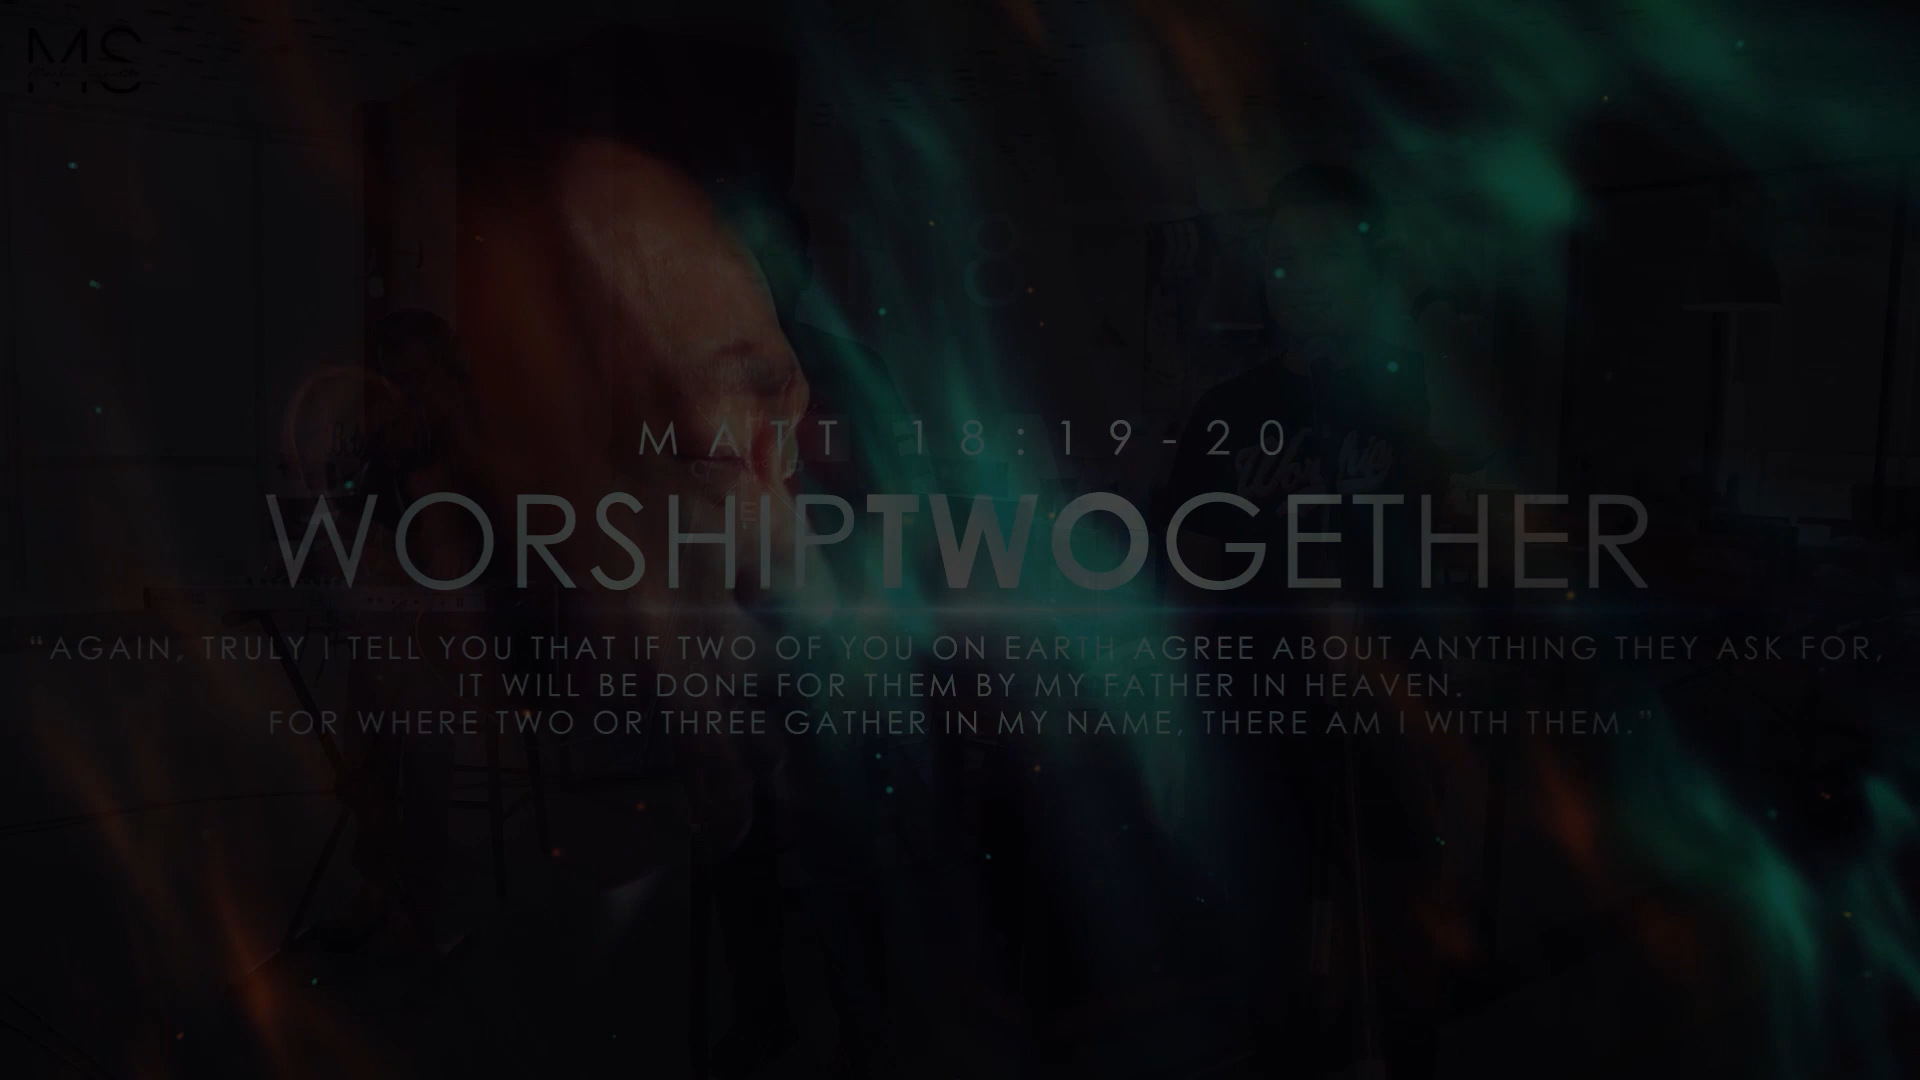 MS
MATT 18:19-20
WORSHIPTWOGETHER
Worship
“AGAIN, TRULY I TELL YOU THAT IF TWO OF YOU ON EARTH AGREE ABOUT ANYTHING THEY ASK FOR,
IT WILL BE DONE FOR THEM BY MY FATHER IN HEAVEN.
FOR WHERE TWO OR THREE GATHER IN MY NAME, THERE AM I WITH THEM.”